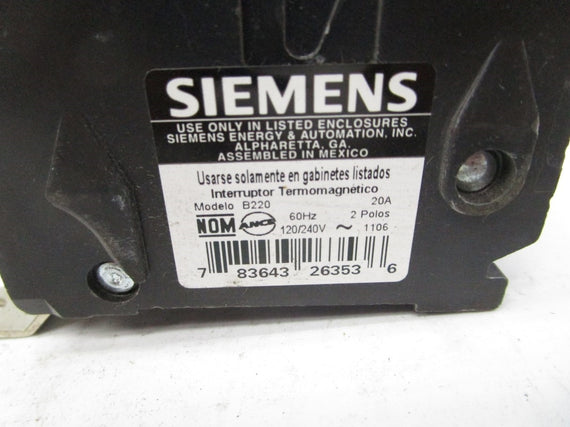 SIEMENS
USE ONLY IN LISTED ENCLOSURES
SIEMENS ENERGY & AUTOMATION, INC.
ALPHARETTA, GA.
ASSEMBLED IN MEXICO
Usarse solamente en gabinetes listados
Interruptor Termomagnético
Modelo B220 20A
NOM ANCE 60Hz 2 Polos
120/240V ~ 1106
7 83643 26353 6